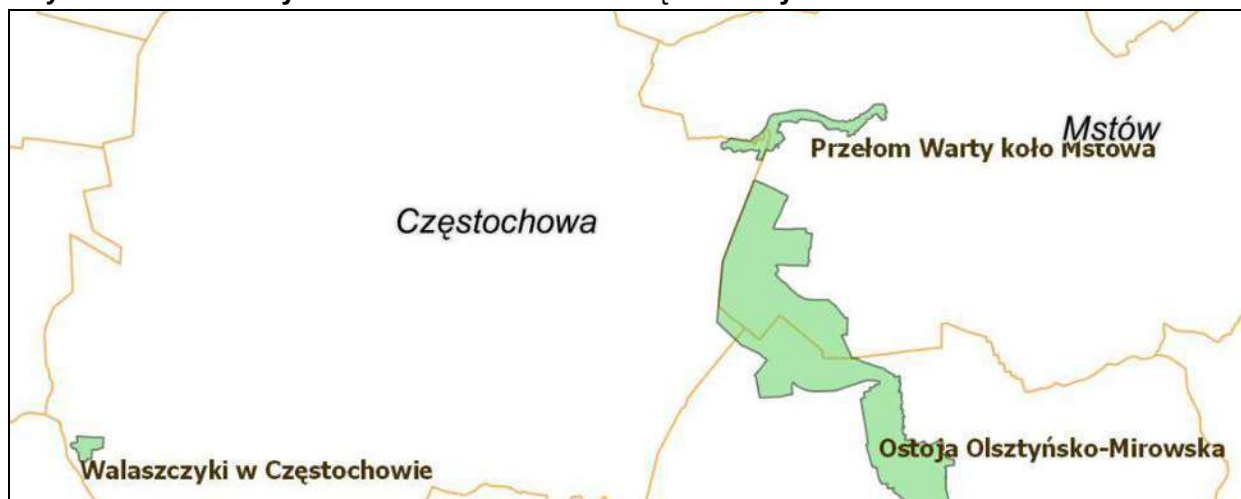 Mstów
Przełom Warty koło Mstowa
Częstochowa
Ostoja Olsztyńsko-Mirowska
Walaszczyki w Częstochowie